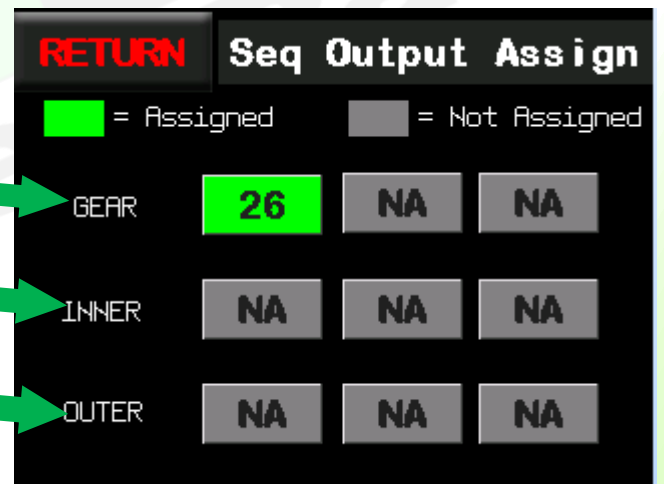 RETURN Seq Output Assign
= Assigned = Not Assigned
GEAR 26 NA NA
INNER NA NA NA
OUTER NA NA NA